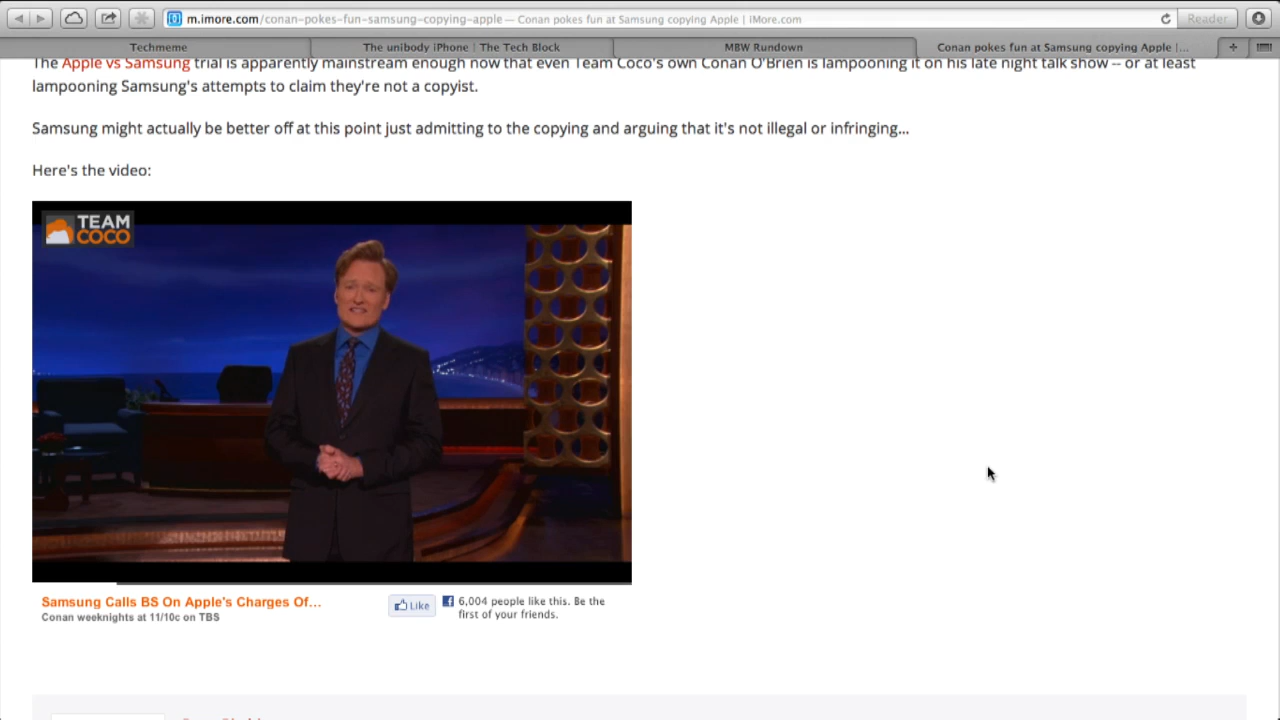 m.imore.com/conan-pokes-fun-samsung-copying-apple — Conan pokes fun at Samsung copying Apple | iMore.com
Reader
Techmeme
The unibody iPhone | The Tech Block
MBW Rundown
Conan pokes fun at Samsung copying Apple |...
The Apple vs Samsung trial is apparently mainstream enough now that even Team Coco's own Conan O'Brien is lampooning it on his late night talk show -- or at least
lampooning Samsung's attempts to claim they're not a copyist.
Samsung might actually be better off at this point just admitting to the copying and arguing that it's not illegal or infringing...
Here's the video:
TEAM
COCO
Samsung Calls BS On Apple's Charges Of...
Conan weeknights at 11/10c on TBS
Like
6,004 people like this. Be the
first of your friends.